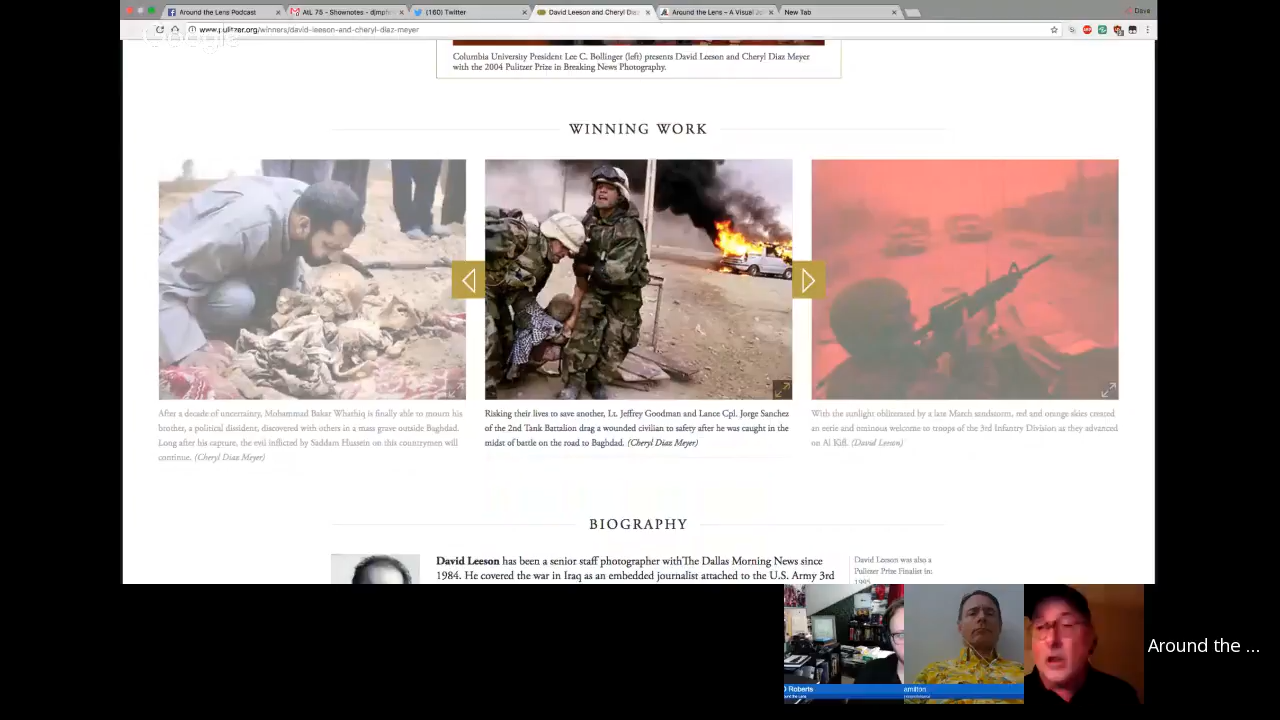 Around the Lens Podcast
AtL 75 - Shownotes - djmpho
(160) Twitter
David Leeson and Cheryl Diaz
Around the Lens – A Visual Jo
New Tab
Dave
www.pulitzer.org/winners/david-leeson-and-cheryl-diaz-meyer
Google
Columbia University President Lee C. Bollinger (left) presents David Leeson and Cheryl Diaz Meyer
with the 2004 Pulitzer Prize in Breaking News Photography.
WINNING WORK
After a decade of uncertainty, Mohammud Bakar Whathiq is finally able to mourn his
brother, a political dissident, discovered with others in a mass grave outside Baghdad.
Long after his capture, the evil inflicted by Saddam Hussein on this countrymen will
continue. (Cheryl Diaz Meyer)
Risking their lives to save another, Lt. Jeffrey Goodman and Lance Cpl. Jorge Sanchez
of the 2nd Tank Battalion drag a wounded civilian to safety after he was caught in the
midst of battle on the road to Baghdad. (Cheryl Diaz Meyer)
With the sunlight obliterated by a late March sandstorm, red and orange skies created
an eerie and ominous welcome to troops of the 3rd Infantry Division as they advanced
on Al Kifl. (David Leeson)
BIOGRAPHY
David Leeson has been a senior staff photographer withThe Dallas Morning News since
1984. He covered the war in Iraq as an embedded journalist attached to the U.S. Army 3rd
David Leeson was also a
Pulitzer Prize Finalist in:
1995
D Roberts
amilton
Around the ...